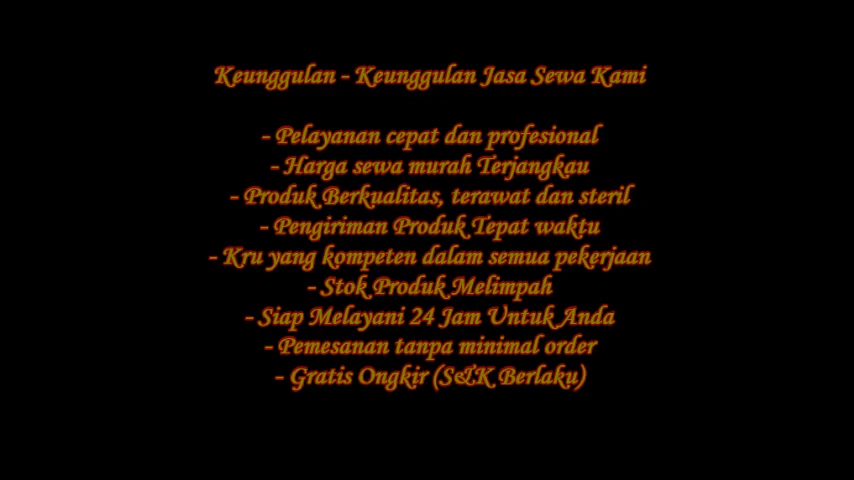 Keunggulan - Keunggulan Jasa Sewa Kami
- Pelayanan cepat dan profesional
- Harga sewa murah Terjangkau
- Produk Berkualitas, terawat dan steril
- Pengiriman Produk Tepat waktu
- Kru yang kompeten dalam semua pekerjaan
- Stok Produk Melimpah
- Siap Melayani 24 Jam Untuk Anda
- Pemesanan tanpa minimal order
- Gratis Ongkir (S&K Berlaku)